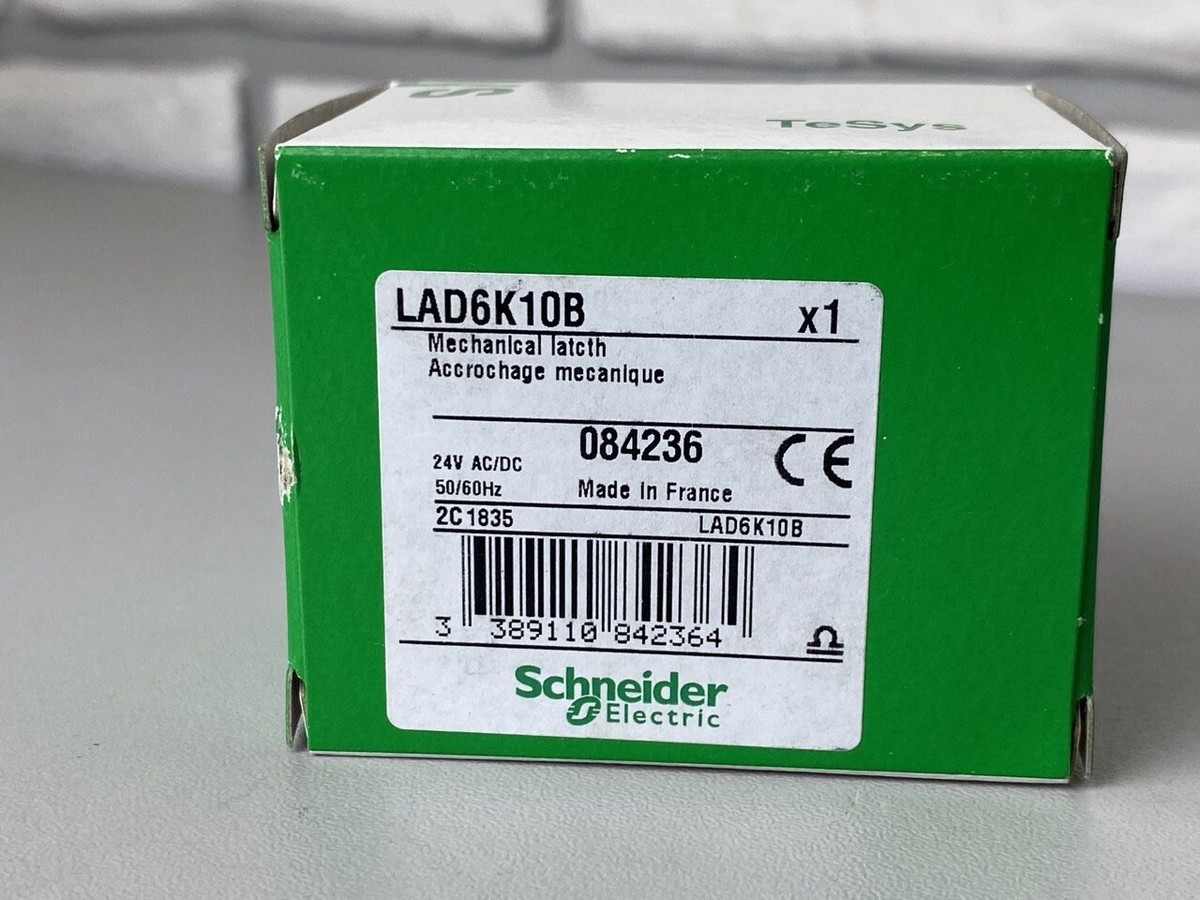 TeSys
LAD6K10B x1
Mechanical latcth
Accrochage mecanique
084236
24V AC/DC
50/60Hz Made in France
CE
2C1835 LAD6K10B
3 389110 842364
Schneider
Electric